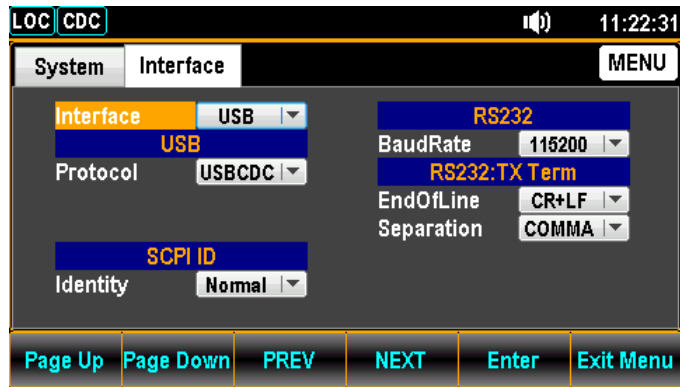 LOC CDC 11:22:31
System Interface MENU
Interface USB
USB
Protocol USBCDC
SCPI ID
Identity Normal
RS232
BaudRate 115200
RS232:TX Term
EndOfLine CR+LF
Separation COMMA
Page Up Page Down PREV NEXT Enter Exit Menu